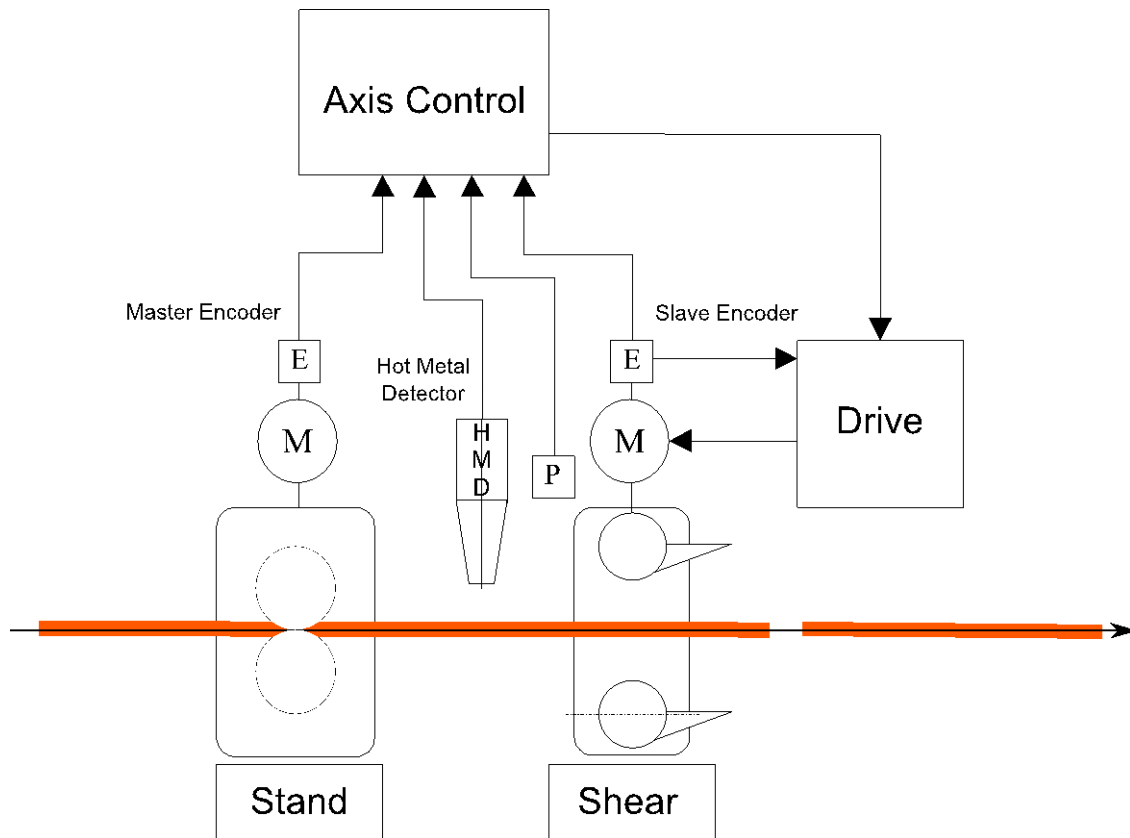 Axis Control
Master Encoder
Slave Encoder
E
Hot Metal
Detector
E
M
H
M
D
P
M
Drive
Stand
Shear